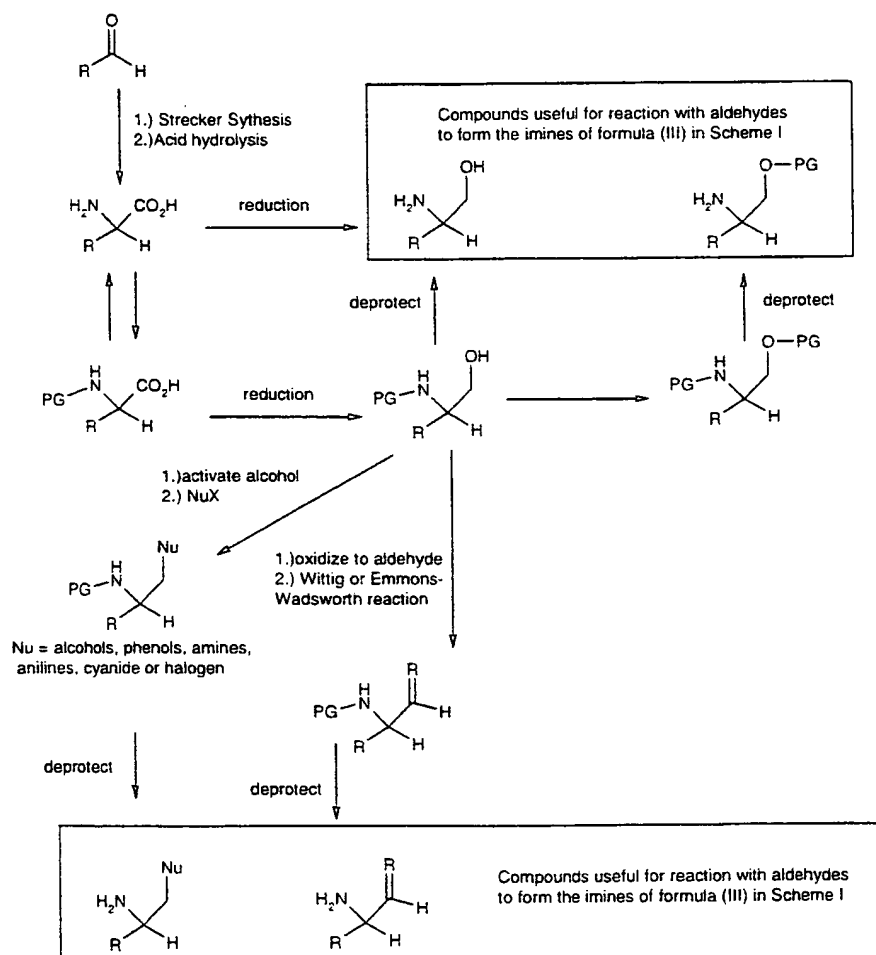 O
R H
1.) Strecker Sythesis
2.)Acid hydrolysis
Compounds useful for reaction with aldehydes
to form the imines of formula (III) in Scheme I
H₂N CO₂H
R H
reduction
OH
H₂N
R H
O—PG
H₂N
R H
deprotect
deprotect
H
PG N CO₂H
R H
reduction
OH
H
PG N
R H
O—PG
H
PG N
R H
1.)activate alcohol
2.) NuX
1.)oxidize to aldehyde
2.) Wittig or Emmons-
Wadsworth reaction
Nu
H
PG N
R H
Nu = alcohols, phenols, amines,
anilines, cyanide or halogen
R
H
PG N H
R H
deprotect
deprotect
Nu
H₂N
R H
R
H₂N H
R H
Compounds useful for reaction with aldehydes
to form the imines of formula (III) in Scheme I